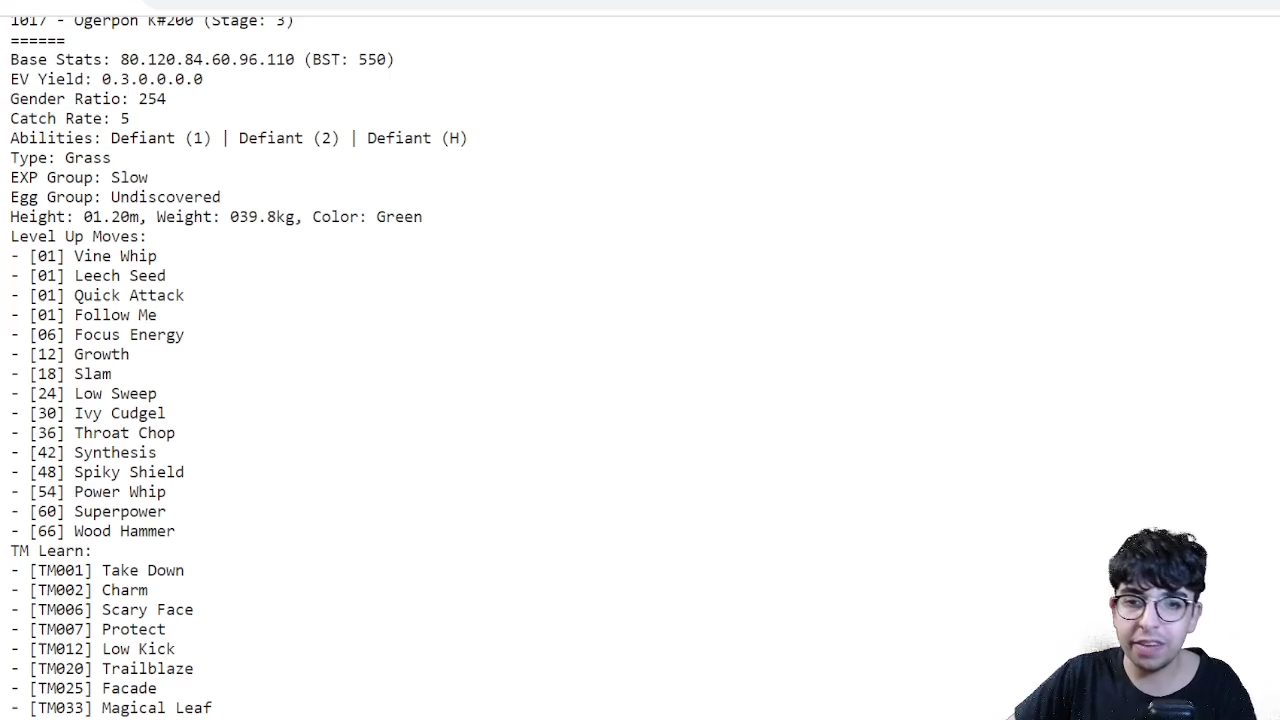 1017 - Ogerpon K#200 (Stage: 3)
======
Base Stats: 80.120.84.60.96.110 (BST: 550)
EV Yield: 0.3.0.0.0.0
Gender Ratio: 254
Catch Rate: 5
Abilities: Defiant (1) | Defiant (2) | Defiant (H)
Type: Grass
EXP Group: Slow
Egg Group: Undiscovered
Height: 01.20m, Weight: 039.8kg, Color: Green
Level Up Moves:
- [01] Vine Whip
- [01] Leech Seed
- [01] Quick Attack
- [01] Follow Me
- [06] Focus Energy
- [12] Growth
- [18] Slam
- [24] Low Sweep
- [30] Ivy Cudgel
- [36] Throat Chop
- [42] Synthesis
- [48] Spiky Shield
- [54] Power Whip
- [60] Superpower
- [66] Wood Hammer
TM Learn:
- [TM001] Take Down
- [TM002] Charm
- [TM006] Scary Face
- [TM007] Protect
- [TM012] Low Kick
- [TM020] Trailblaze
- [TM025] Facade
- [TM033] Magical Leaf